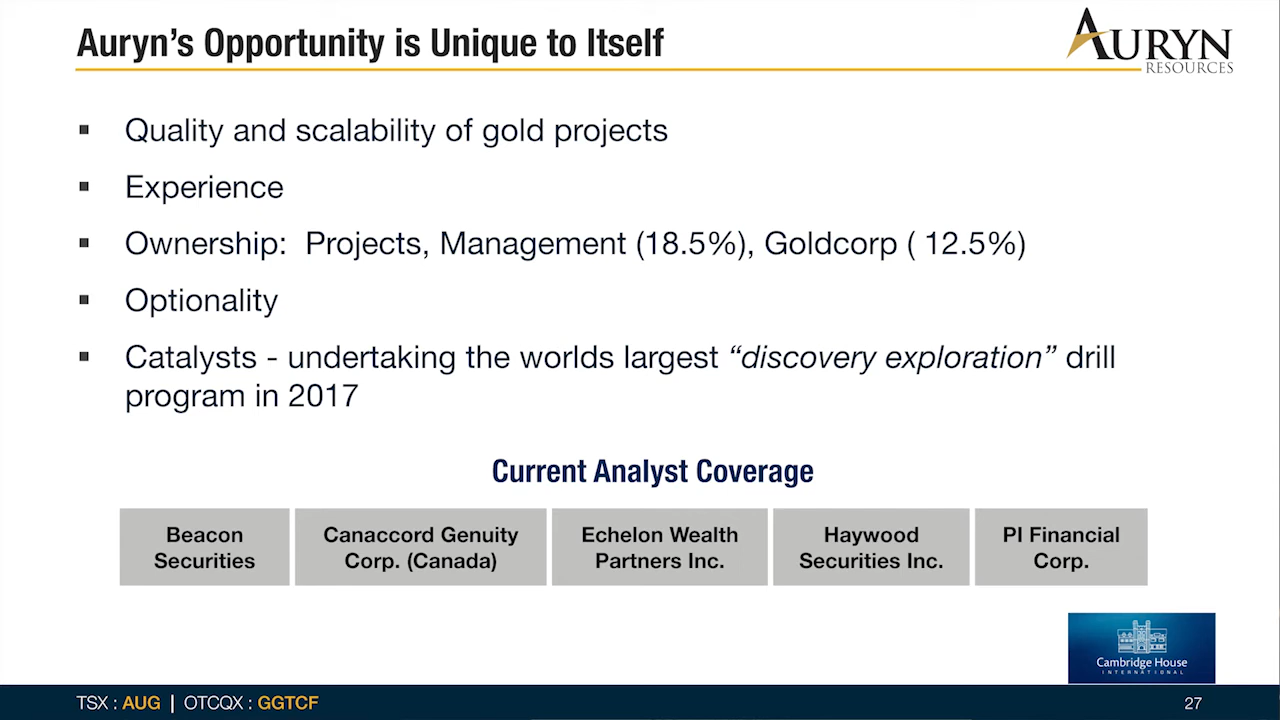 Auryn’s Opportunity is Unique to Itself
AURYN
RESOURCES
▪ Quality and scalability of gold projects
▪ Experience
▪ Ownership:  Projects, Management (18.5%), Goldcorp ( 12.5%)
▪ Optionality
▪ Catalysts - undertaking the worlds largest “discovery exploration” drill
program in 2017
Current Analyst Coverage
Beacon
Securities
Canaccord Genuity
Corp. (Canada)
Echelon Wealth
Partners Inc.
Haywood
Securities Inc.
PI Financial
Corp.
Cambridge House
INTERNATIONAL
TSX : AUG | OTCQX : GGTCF
27